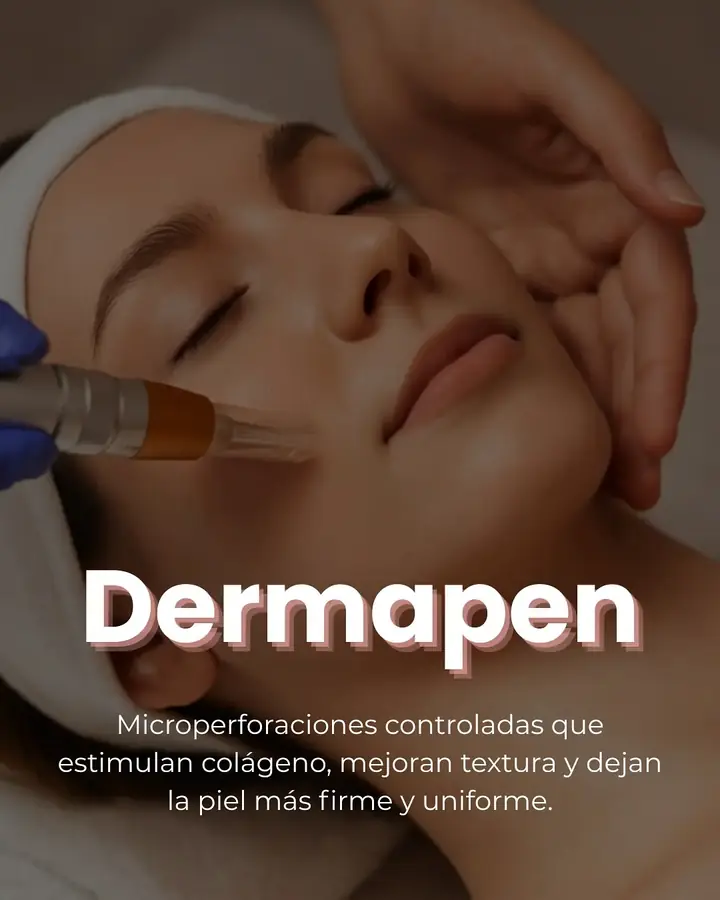 Dermapen
Microperforaciones controladas que
estimulan colágeno, mejoran textura y dejan
la piel más firme y uniforme.